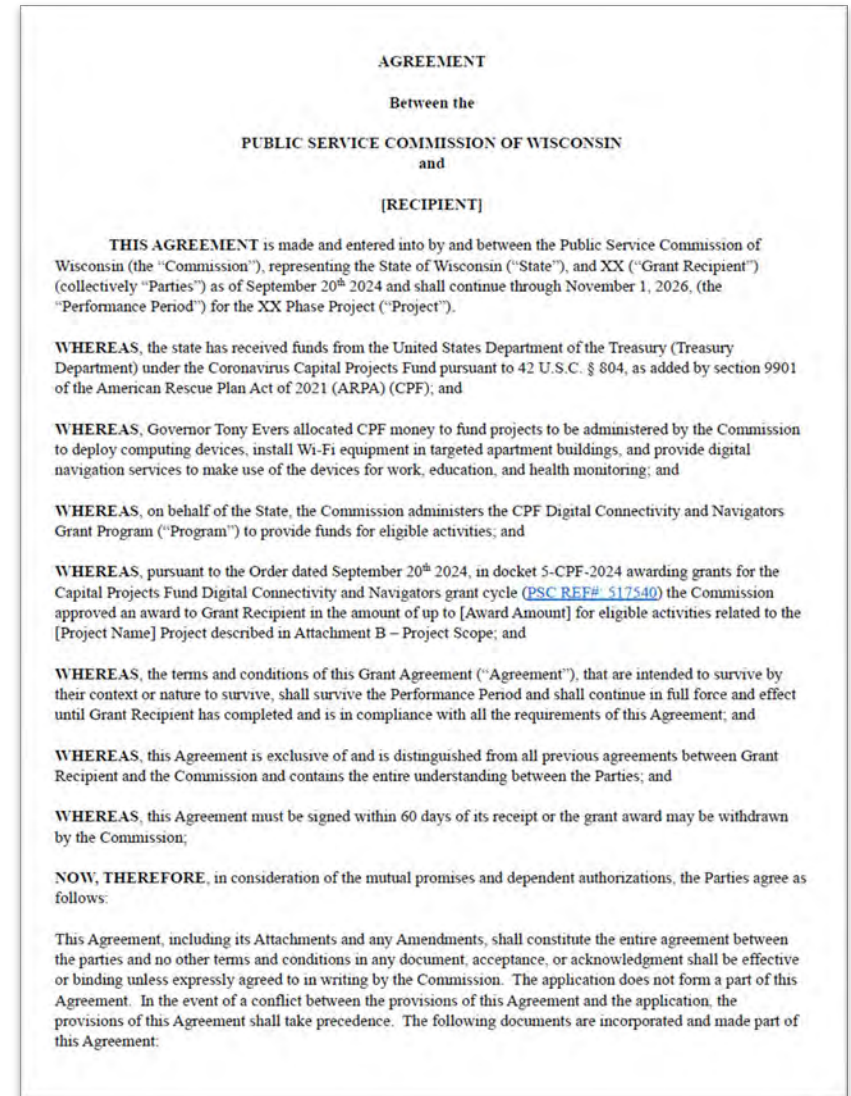 AGREEMENT
Between the
PUBLIC SERVICE COMMISSION OF WISCONSIN
and
[RECIPIENT]
THIS AGREEMENT is made and entered into by and between the Public Service Commission of
Wisconsin (the “Commission”), representing the State of Wisconsin (“State”), and XX (“Grant Recipient”)
(collectively “Parties”) as of September 20th 2024 and shall continue through November 1, 2026, (the
“Performance Period”) for the XX Phase Project (“Project”).
WHEREAS, the state has received funds from the United States Department of the Treasury (Treasury
Department) under the Coronavirus Capital Projects Fund pursuant to 42 U.S.C. § 804, as added by section 9901
of the American Rescue Plan Act of 2021 (ARPA) (CPF); and
WHEREAS, Governor Tony Evers allocated CPF money to fund projects to be administered by the Commission
to deploy computing devices, install Wi-Fi equipment in targeted apartment buildings, and provide digital
navigation services to make use of the devices for work, education, and health monitoring; and
WHEREAS, on behalf of the State, the Commission administers the CPF Digital Connectivity and Navigators
Grant Program (“Program”) to provide funds for eligible activities; and
WHEREAS, pursuant to the Order dated September 20th 2024, in docket 5-CPF-2024 awarding grants for the
Capital Projects Fund Digital Connectivity and Navigators grant cycle (PSC REF#: 517540) the Commission
approved an award to Grant Recipient in the amount of up to [Award Amount] for eligible activities related to the
[Project Name] Project described in Attachment B – Project Scope; and
WHEREAS, the terms and conditions of this Grant Agreement (“Agreement”), that are intended to survive by
their context or nature to survive, shall survive the Performance Period and shall continue in full force and effect
until Grant Recipient has completed and is in compliance with all the requirements of this Agreement; and
WHEREAS, this Agreement is exclusive of and is distinguished from all previous agreements between Grant
Recipient and the Commission and contains the entire understanding between the Parties; and
WHEREAS, this Agreement must be signed within 60 days of its receipt or the grant award may be withdrawn
by the Commission;
NOW, THEREFORE, in consideration of the mutual promises and dependent authorizations, the Parties agree as
follows:
This Agreement, including its Attachments and any Amendments, shall constitute the entire agreement between
the parties and no other terms and conditions in any document, acceptance, or acknowledgment shall be effective
or binding unless expressly agreed to in writing by the Commission. The application does not form a part of this
Agreement. In the event of a conflict between the provisions of this Agreement and the application, the
provisions of this Agreement shall take precedence. The following documents are incorporated and made part of
this Agreement: